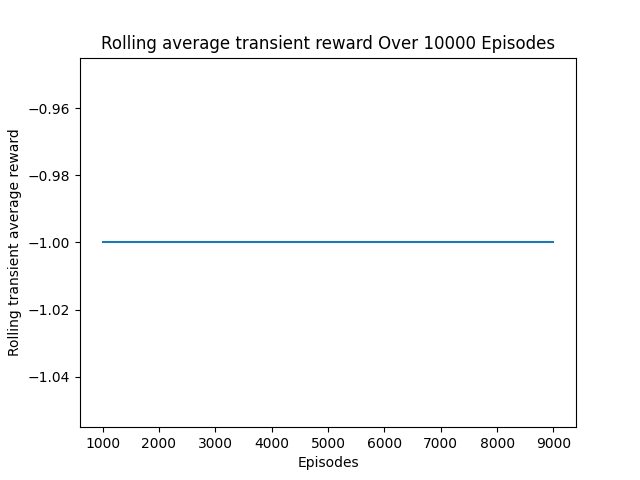 Rolling average transient reward Over 10000 Episodes
Rolling transient average reward
−0.96
−0.98
−1.00
−1.02
−1.04
1000 2000 3000 4000 5000 6000 7000 8000 9000
Episodes